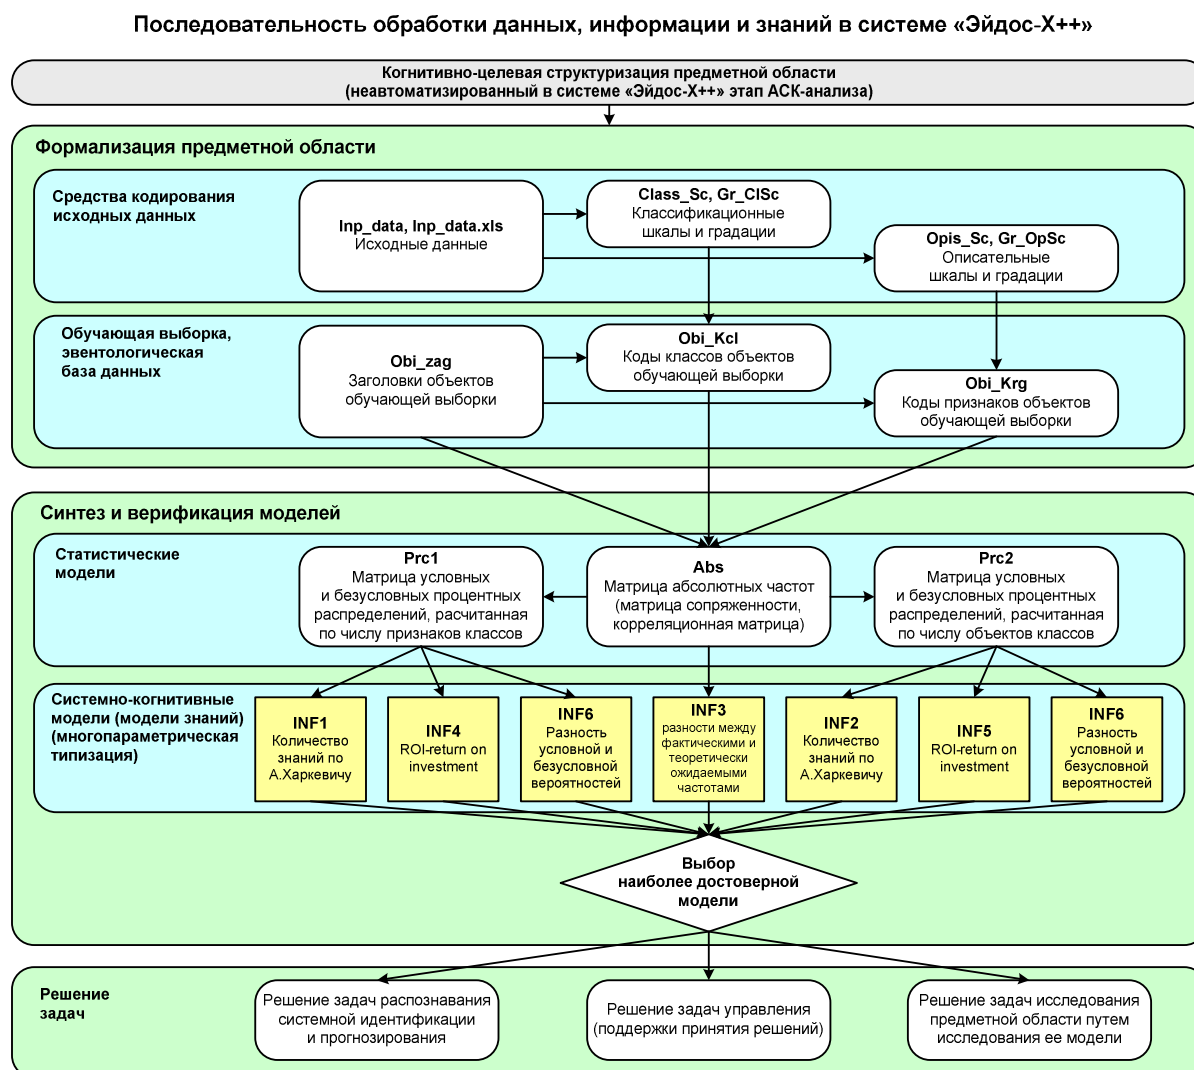 Последовательность обработки данных, информации и знаний в системе «Эйдос-X++»
Когнитивно-целевая структуризация предметной области
(неавтоматизированный в системе «Эйдос-X++» этап АСК-анализа)
Формализация предметной области
Средства кодирования
исходных данных
Inp_data, Inp_data.xls
Исходные данные
Class_Sc, Gr_ClSc
Классификационные
шкалы и градации
Opis_Sc, Gr_OpSc
Описательные
шкалы и градации
Обучающая выборка,
эвентологическая
база данных
Obi_zag
Заголовки объектов
обучающей выборки
Obi_Kcl
Коды классов объектов
обучающей выборки
Obi_Krg
Коды признаков объектов
обучающей выборки
Синтез и верификация моделей
Статистические
модели
Prc1
Матрица условных
и безусловных процентных
распределений, расчитанная
по числу признаков классов
Abs
Матрица абсолютных частот
(матрица сопряженности,
корреляционная матрица)
Prc2
Матрица условных
и безусловных процентных
распределений, расчитанная
по числу объектов классов
Системно-когнитивные
модели (модели знаний)
(многопараметрическая
типизация)
INF1
Количество
знаний по
А.Харкевичу
INF4
ROI-return on
investment
INF6
Разность
условной и
безусловной
вероятностей
INF3
разности между
фактическими и
теоретически
ожидаемыми
частотами
INF2
Количество
знаний по
А.Харкевичу
INF5
ROI-return on
investment
INF6
Разность
условной и
безусловной
вероятностей
Выбор
наиболее достоверной
модели
Решение
задач
Решение задач распознавания
системной идентификации
и прогнозирования
Решение задач управления
(поддержки принятия решений)
Решение задач исследования
предметной области путем
исследования ее модели